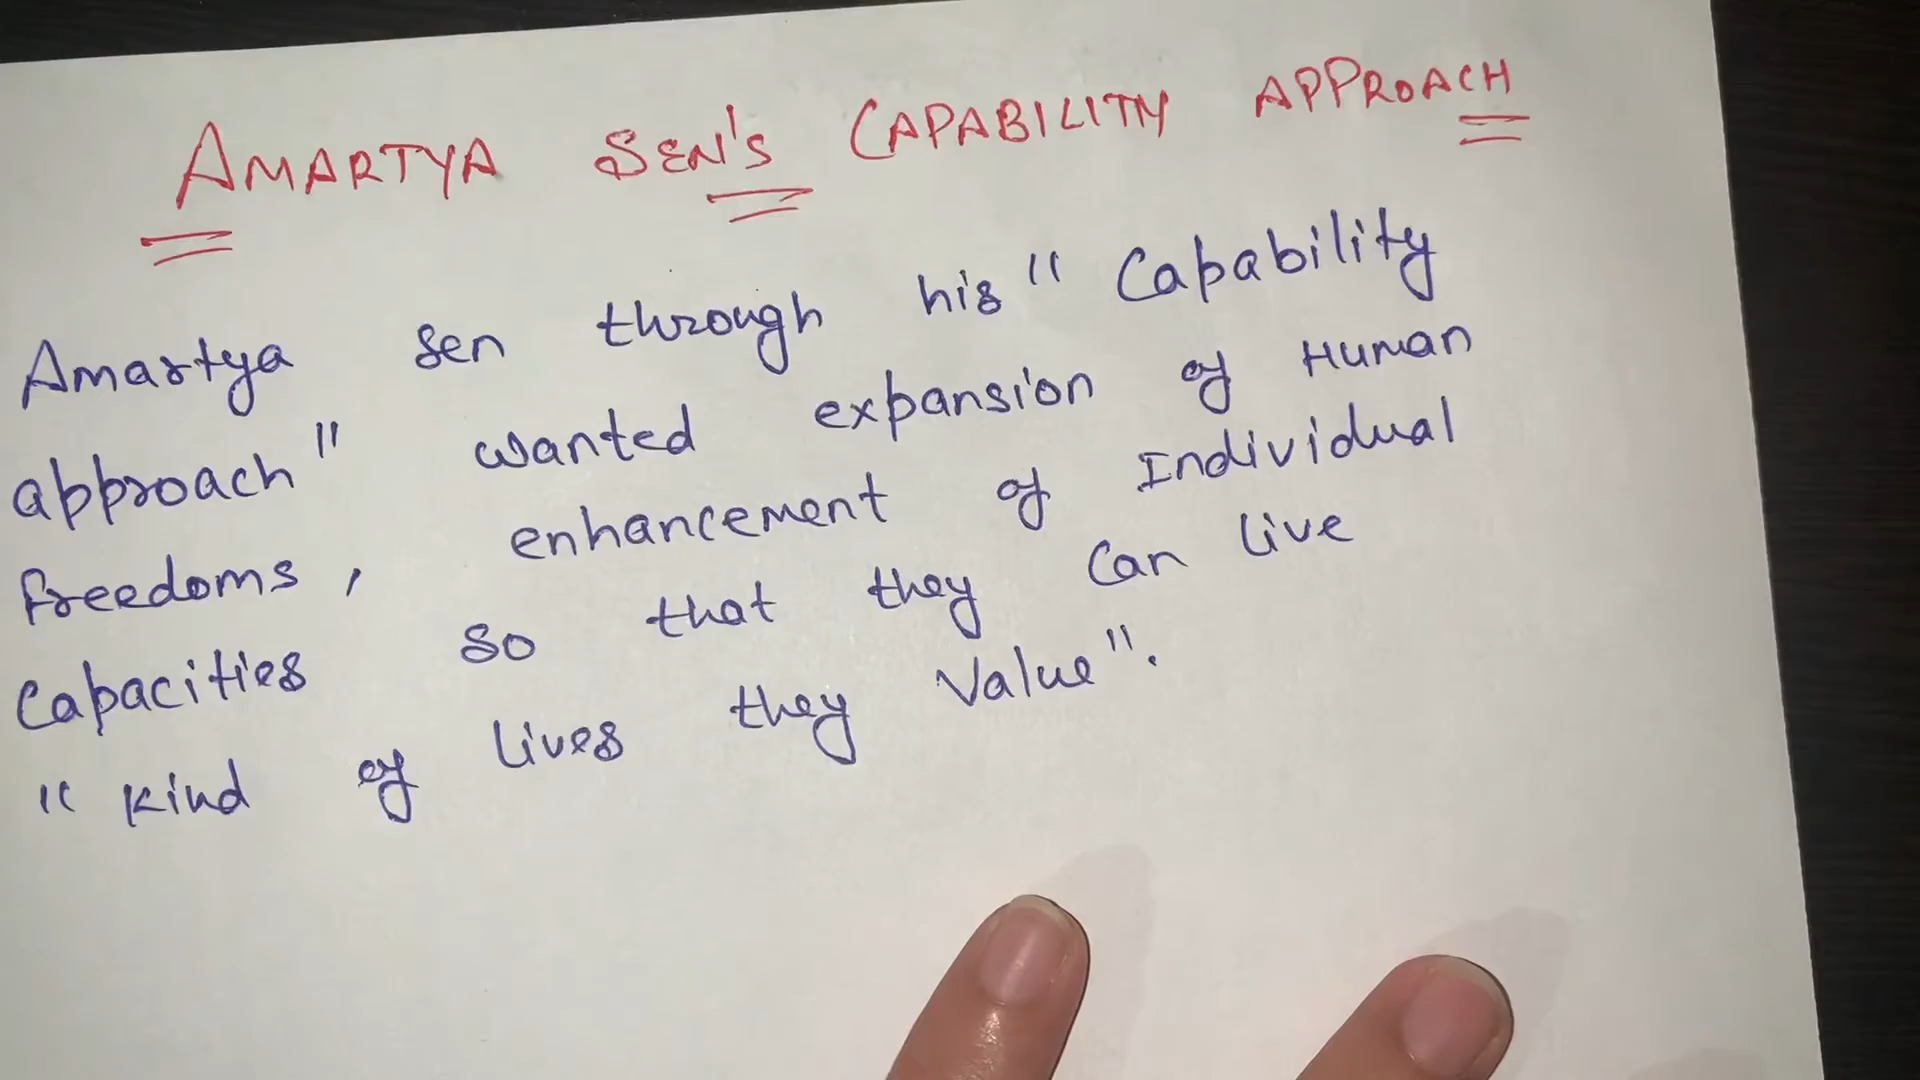 AMARTYA SEN'S CAPABILITY APPROACH
Amartya Sen through his "Capability
approach" wanted expansion of Human
freedoms, enhancement of Individual
Capacities so that they can live
"Kind of lives they value".